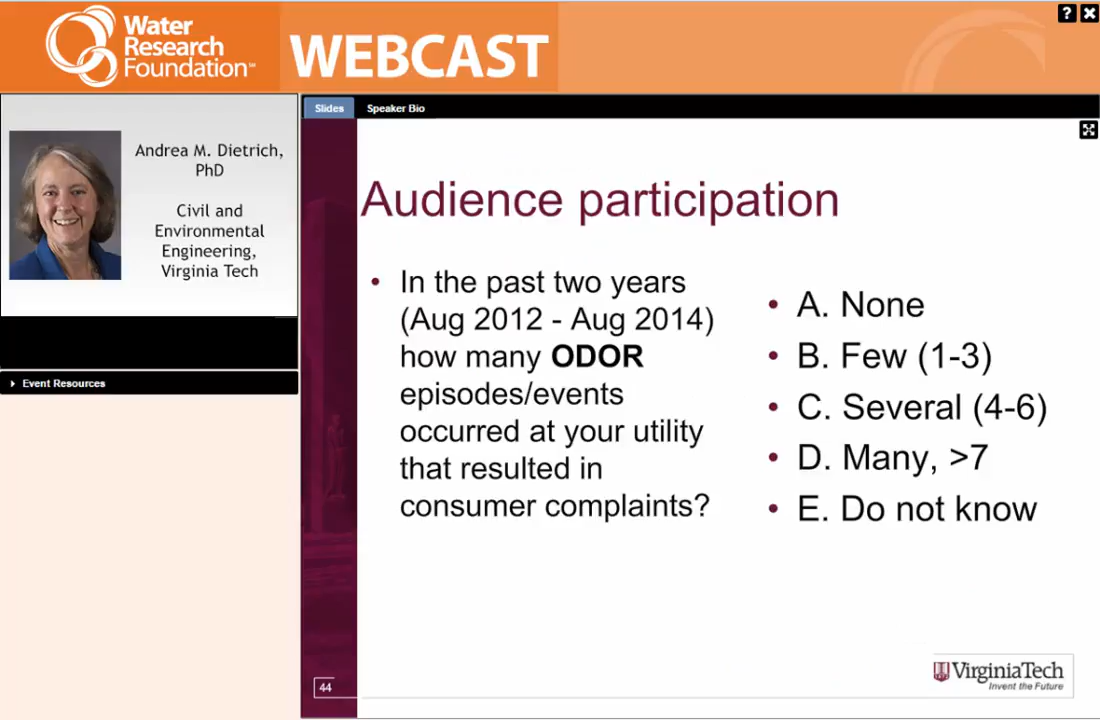 Water
Research
Foundation℠
WEBCAST
? ×
Andrea M. Dietrich,
PhD
Civil and
Environmental
Engineering,
Virginia Tech
Event Resources
Slides
Speaker Bio
Audience participation
• In the past two years
(Aug 2012 - Aug 2014)
how many ODOR
episodes/events
occurred at your utility
that resulted in
consumer complaints?
• A. None
• B. Few (1-3)
• C. Several (4-6)
• D. Many, >7
• E. Do not know
44
VirginiaTech
Invent the Future